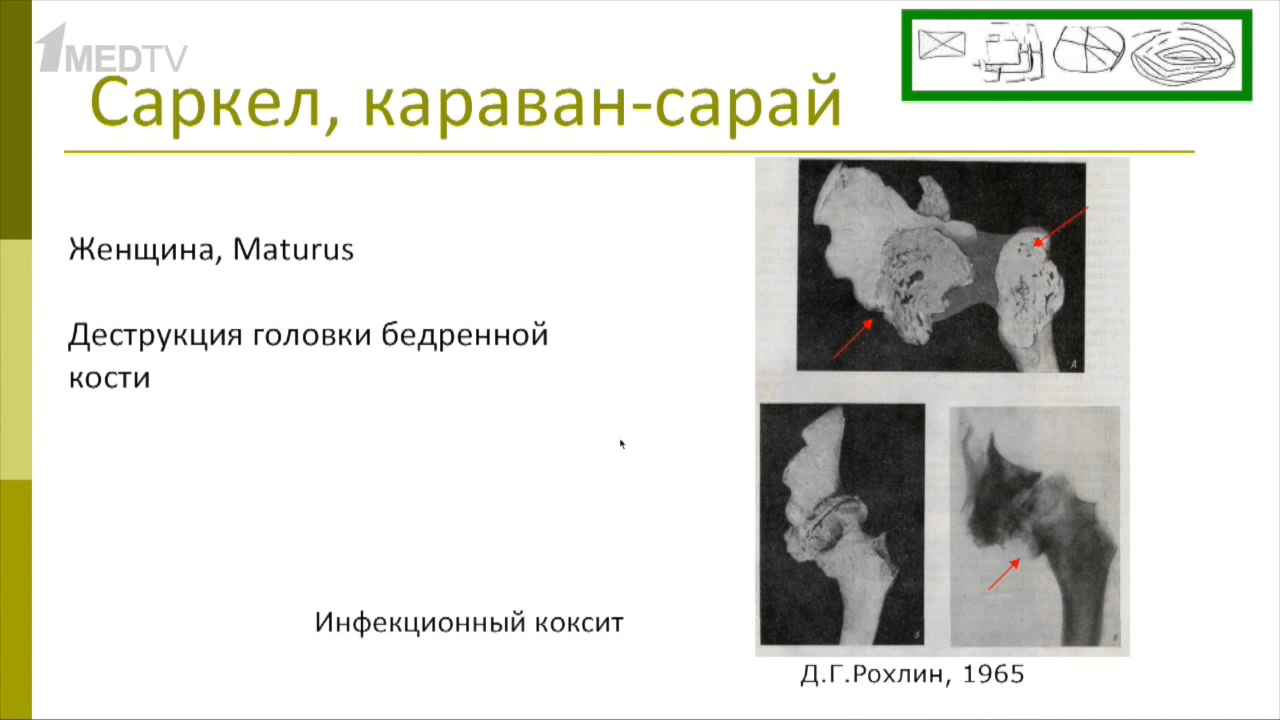 1MEDTV
Саркел, караван-сарай
Женщина, Maturus
Деструкция головки бедренной
кости
Инфекционный коксит
А
Б
В
Д.Г.Рохлин, 1965